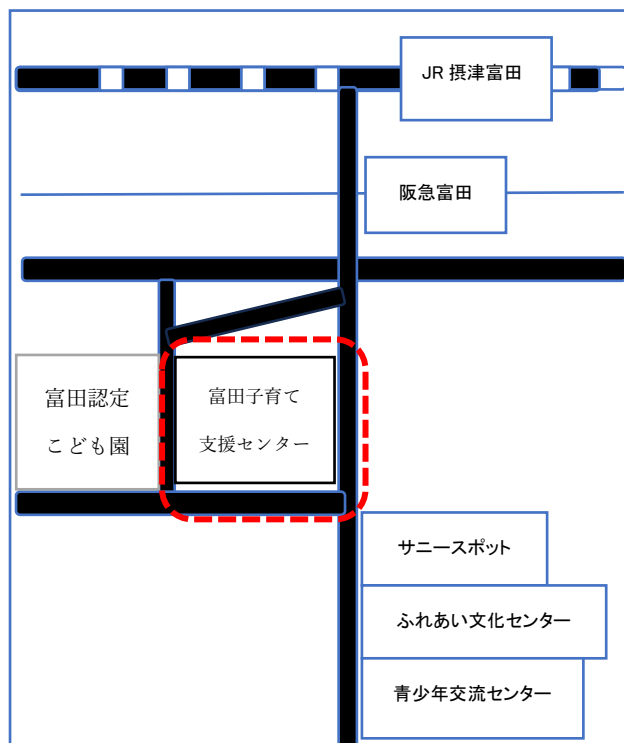 JR 摂津富田
阪急富田
富田認定
こども園
富田子育て
支援センター
サニースポット
ふれあい文化センター
青少年交流センター